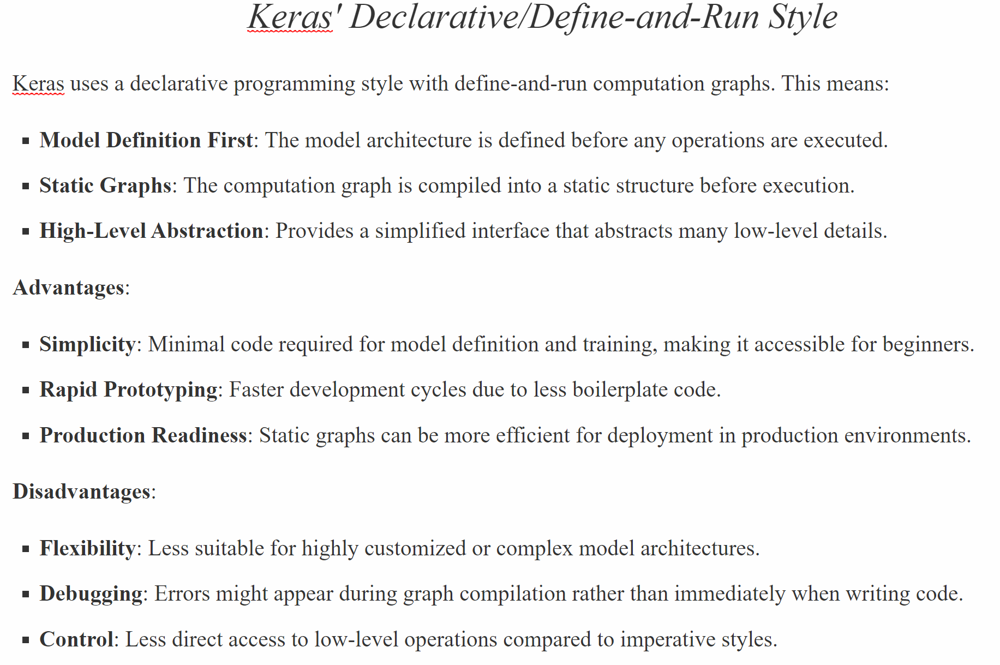 Keras' Declarative/Define-and-Run Style
Keras uses a declarative programming style with define-and-run computation graphs. This means:
▪ Model Definition First: The model architecture is defined before any operations are executed.
▪ Static Graphs: The computation graph is compiled into a static structure before execution.
▪ High-Level Abstraction: Provides a simplified interface that abstracts many low-level details.
Advantages:
▪ Simplicity: Minimal code required for model definition and training, making it accessible for beginners.
▪ Rapid Prototyping: Faster development cycles due to less boilerplate code.
▪ Production Readiness: Static graphs can be more efficient for deployment in production environments.
Disadvantages:
▪ Flexibility: Less suitable for highly customized or complex model architectures.
▪ Debugging: Errors might appear during graph compilation rather than immediately when writing code.
▪ Control: Less direct access to low-level operations compared to imperative styles.